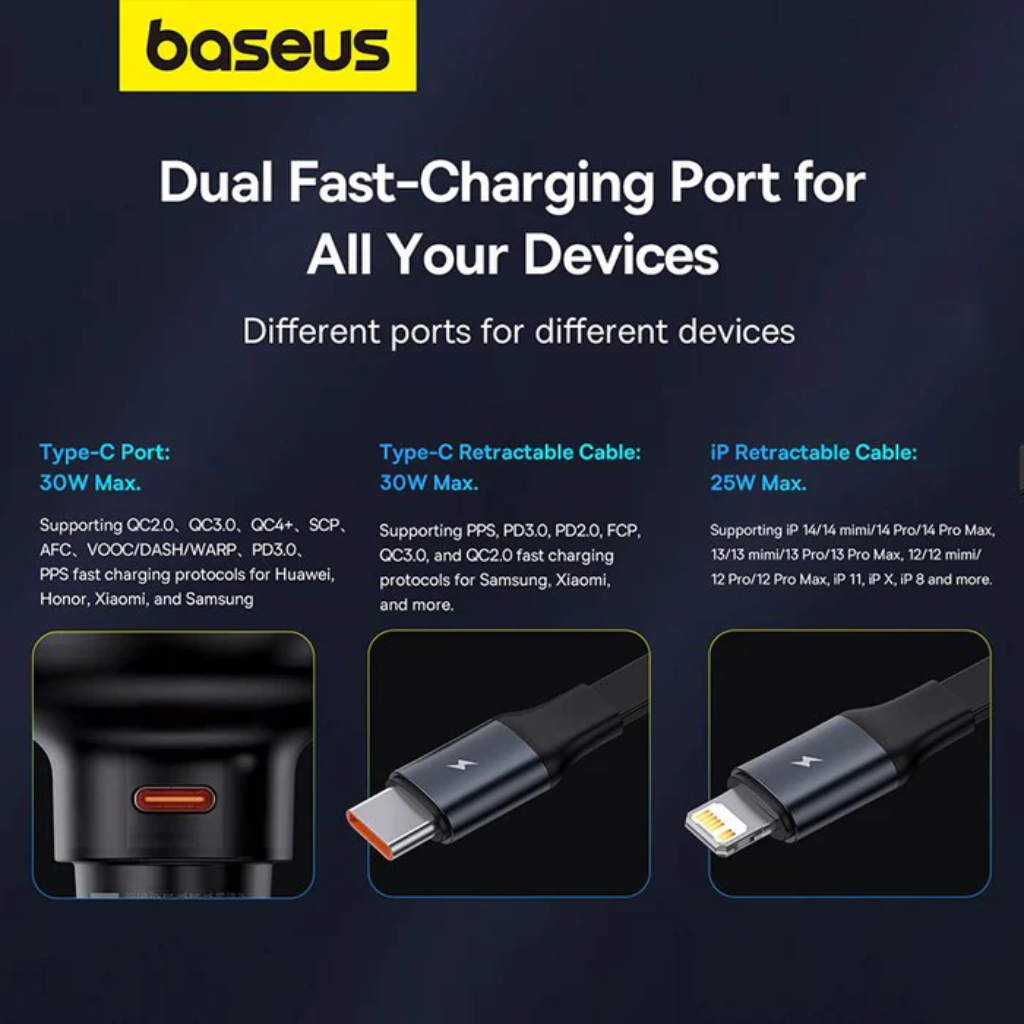 baseus
Dual Fast-Charging Port for
All Your Devices
Different ports for different devices
Type-C Port:
30W Max.
Supporting QC2.0、QC3.0、QC4+、SCP、
AFC、VOOC/DASH/WARP、PD3.0、
PPS fast charging protocols for Huawei,
Honor, Xiaomi, and Samsung
Type-C Retractable Cable:
30W Max.
Supporting PPS, PD3.0, PD2.0, FCP,
QC3.0, and QC2.0 fast charging
protocols for Samsung, Xiaomi,
and more.
iP Retractable Cable:
25W Max.
Supporting iP 14/14 mimi/14 Pro/14 Pro Max,
13/13 mimi/13 Pro/13 Pro Max, 12/12 mimi/
12 Pro/12 Pro Max, iP 11, iP X, iP 8 and more.